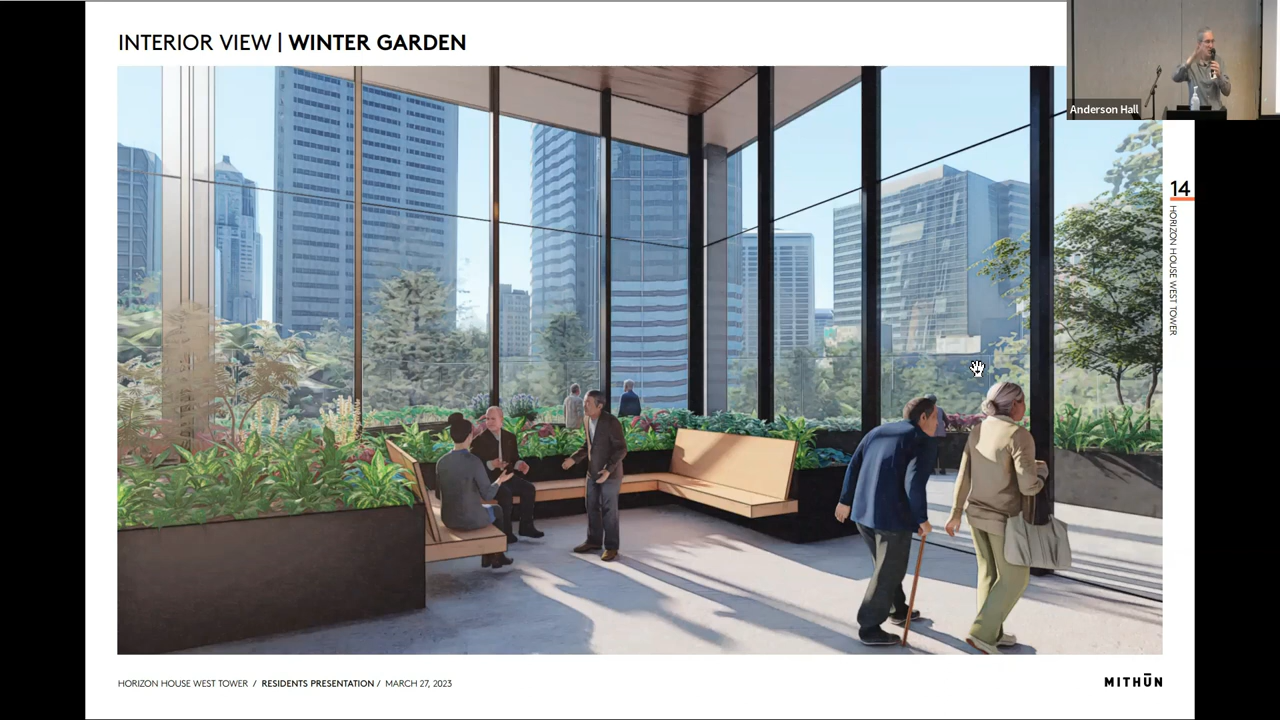 INTERIOR VIEW | WINTER GARDEN
Anderson Hall
14
HORIZON HOUSE WEST TOWER
HORIZON HOUSE WEST TOWER / RESIDENTS PRESENTATION / MARCH 27, 2023
MITHŪN